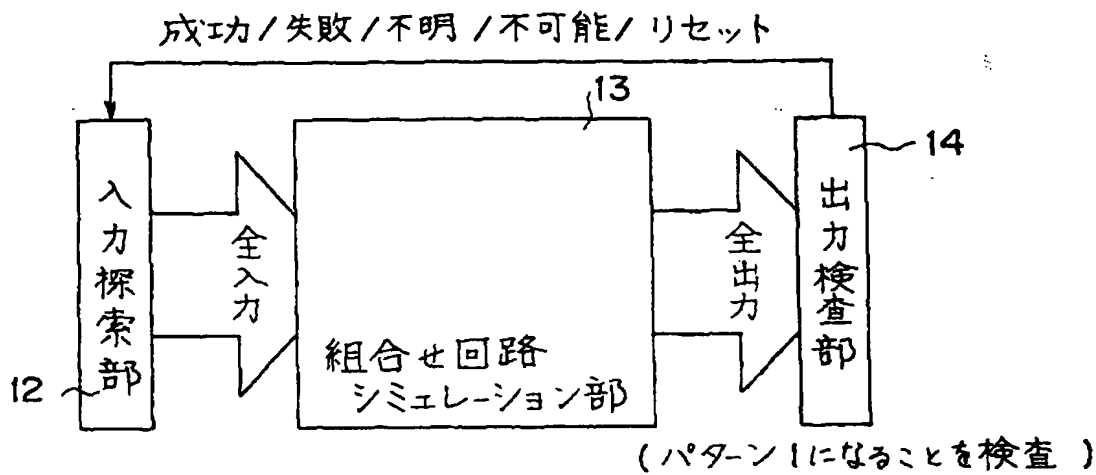 成功/失敗/不明/不可能/リセット
13
14
入力探索部
12
全入力
組合せ回路
シミュレーション部
全出力
出力検査部
(パターン1になることを検査)